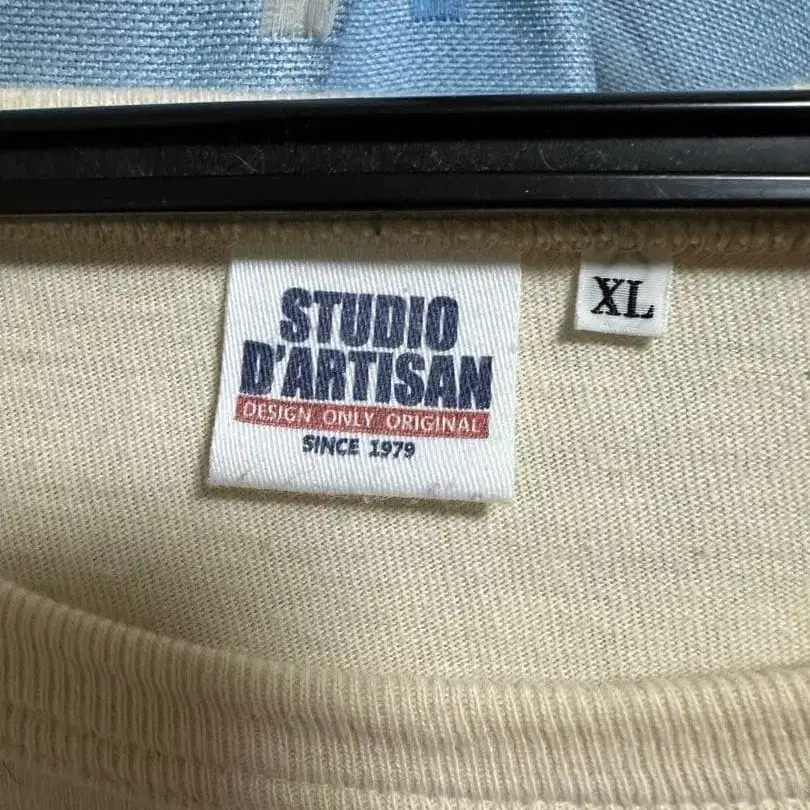 STUDIO
D'ARTISAN
DESIGN ONLY ORIGINAL
SINCE 1979
XL